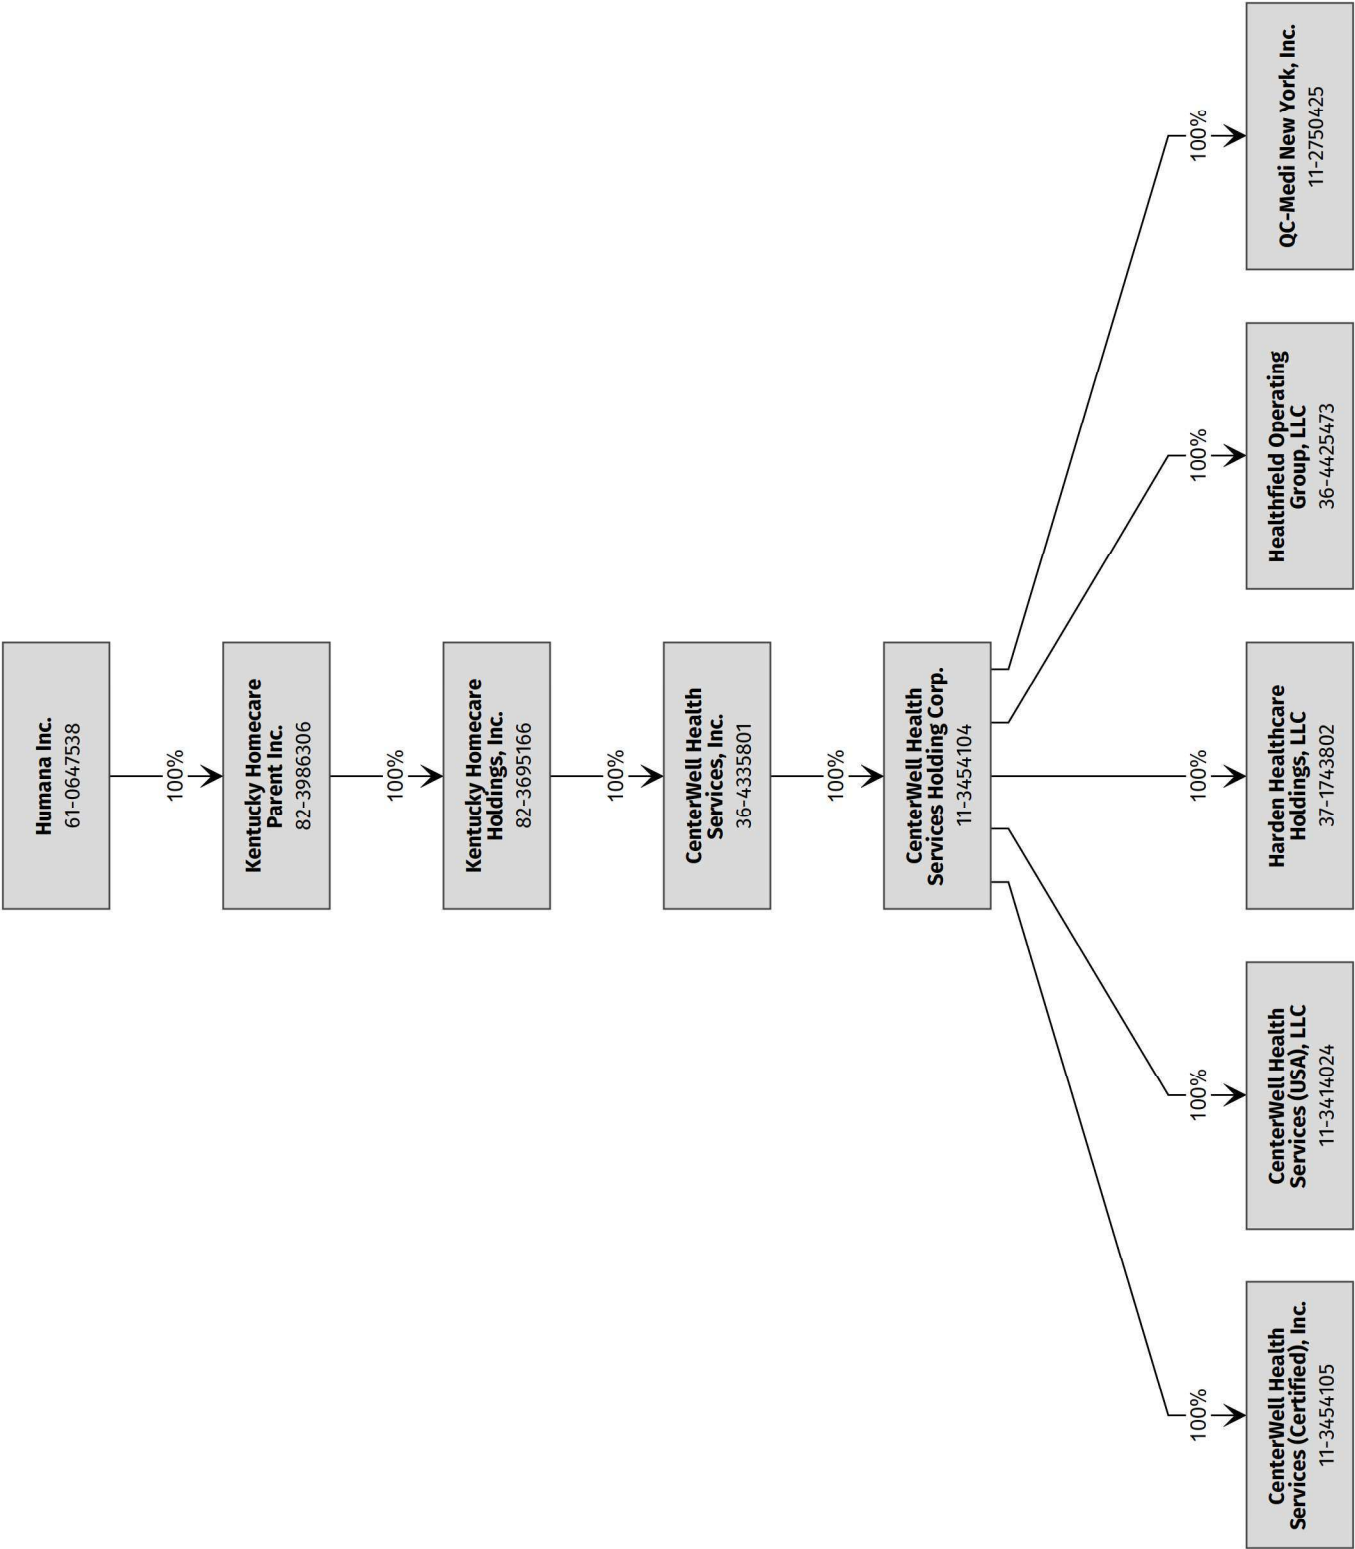 Humana Inc.
61-0647538
100%
Kentucky Homecare
Parent Inc.
82-3986306
100%
Kentucky Homecare
Holdings, Inc.
82-3695166
100%
CenterWell Health
Services, Inc.
36-4335801
100%
CenterWell Health
Services Holding Corp.
11-3454104
100%
100%
100%
100%
100%
CenterWell Health
Services (Certified), Inc.
11-3454105
CenterWell Health
Services (USA), LLC
11-3414024
Harden Healthcare
Holdings, LLC
37-1743802
Healthfield Operating
Group, LLC
36-4425473
QC-Medi New York, Inc.
11-2750425